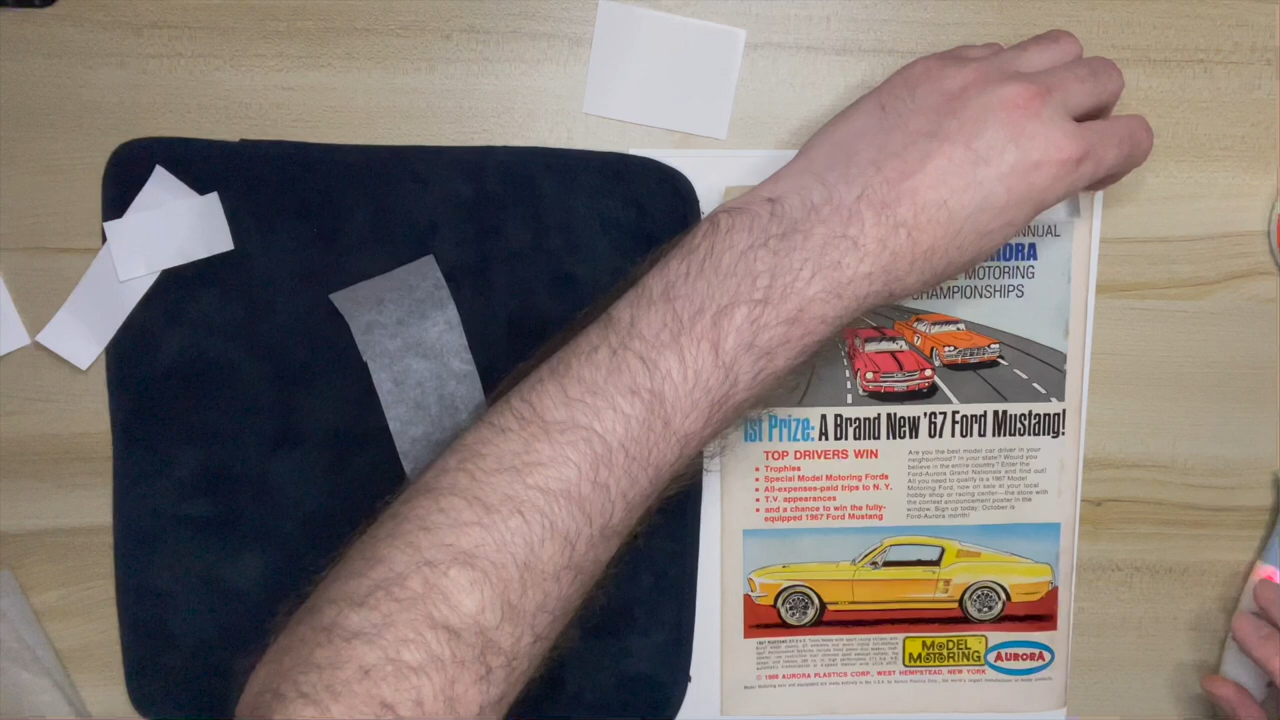 ANNUAL
MOTORING
CHAMPIONSHIPS
7
1st Prize: A Brand New '67 Ford Mustang!
TOP DRIVERS WIN
Trophies
Special Model Motoring Fords
All-expenses-paid trips to N. Y.
T.V. appearances
and a chance to win the fully-
equipped 1967 Ford Mustang
Are you the best model car driver in your
neighborhood? In your state? Would you
believe in the entire country? Enter the
Ford-Aurora Grand Nationals and find out!
All you need to qualify is a 1967 Model
Motoring Ford, now on sale at your local
hobby shop or racing center—the store with
the contest announcement poster in the
window. Sign up today. October is
Ford-Aurora month!
MODEL
MOTORING
AURORA
© 1966 AURORA PLASTICS CORP., WEST HEMPSTEAD, NEW YORK